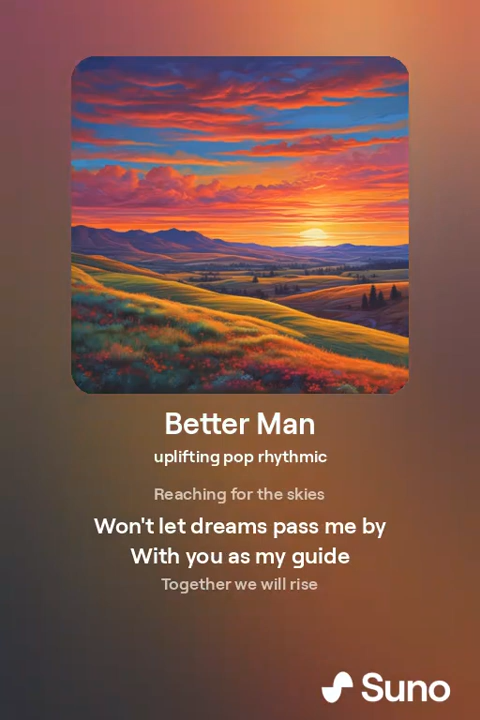 Better Man
uplifting pop rhythmic
Reaching for the skies
Won't let dreams pass me by
With you as my guide
Together we will rise
Suno